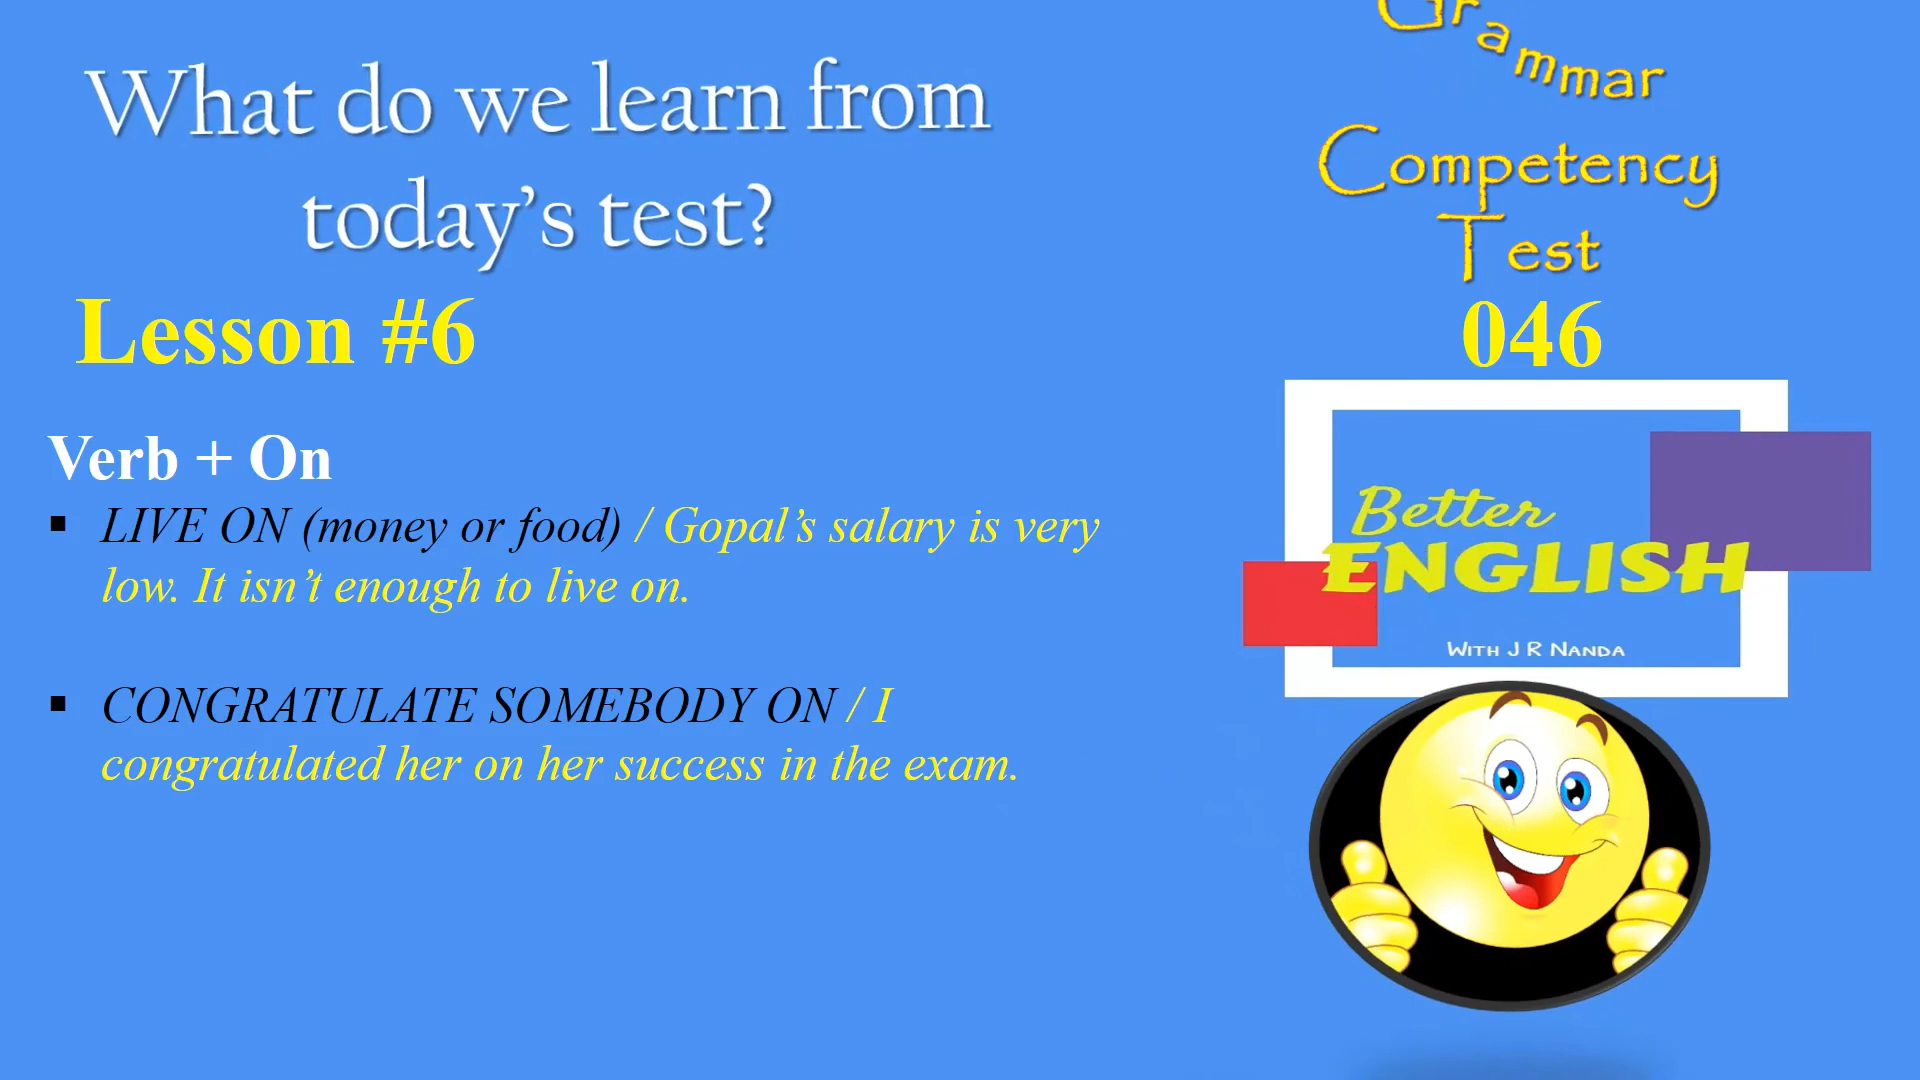 What do we learn from
today’s test?
Lesson #6
Verb + On
▪ LIVE ON (money or food) / Gopal’s salary is very
low. It isn’t enough to live on.
▪ CONGRATULATE SOMEBODY ON / I
congratulated her on her success in the exam.
Grammar
Competency
Test
046
Better
ENGLISH
WITH J R NANDA